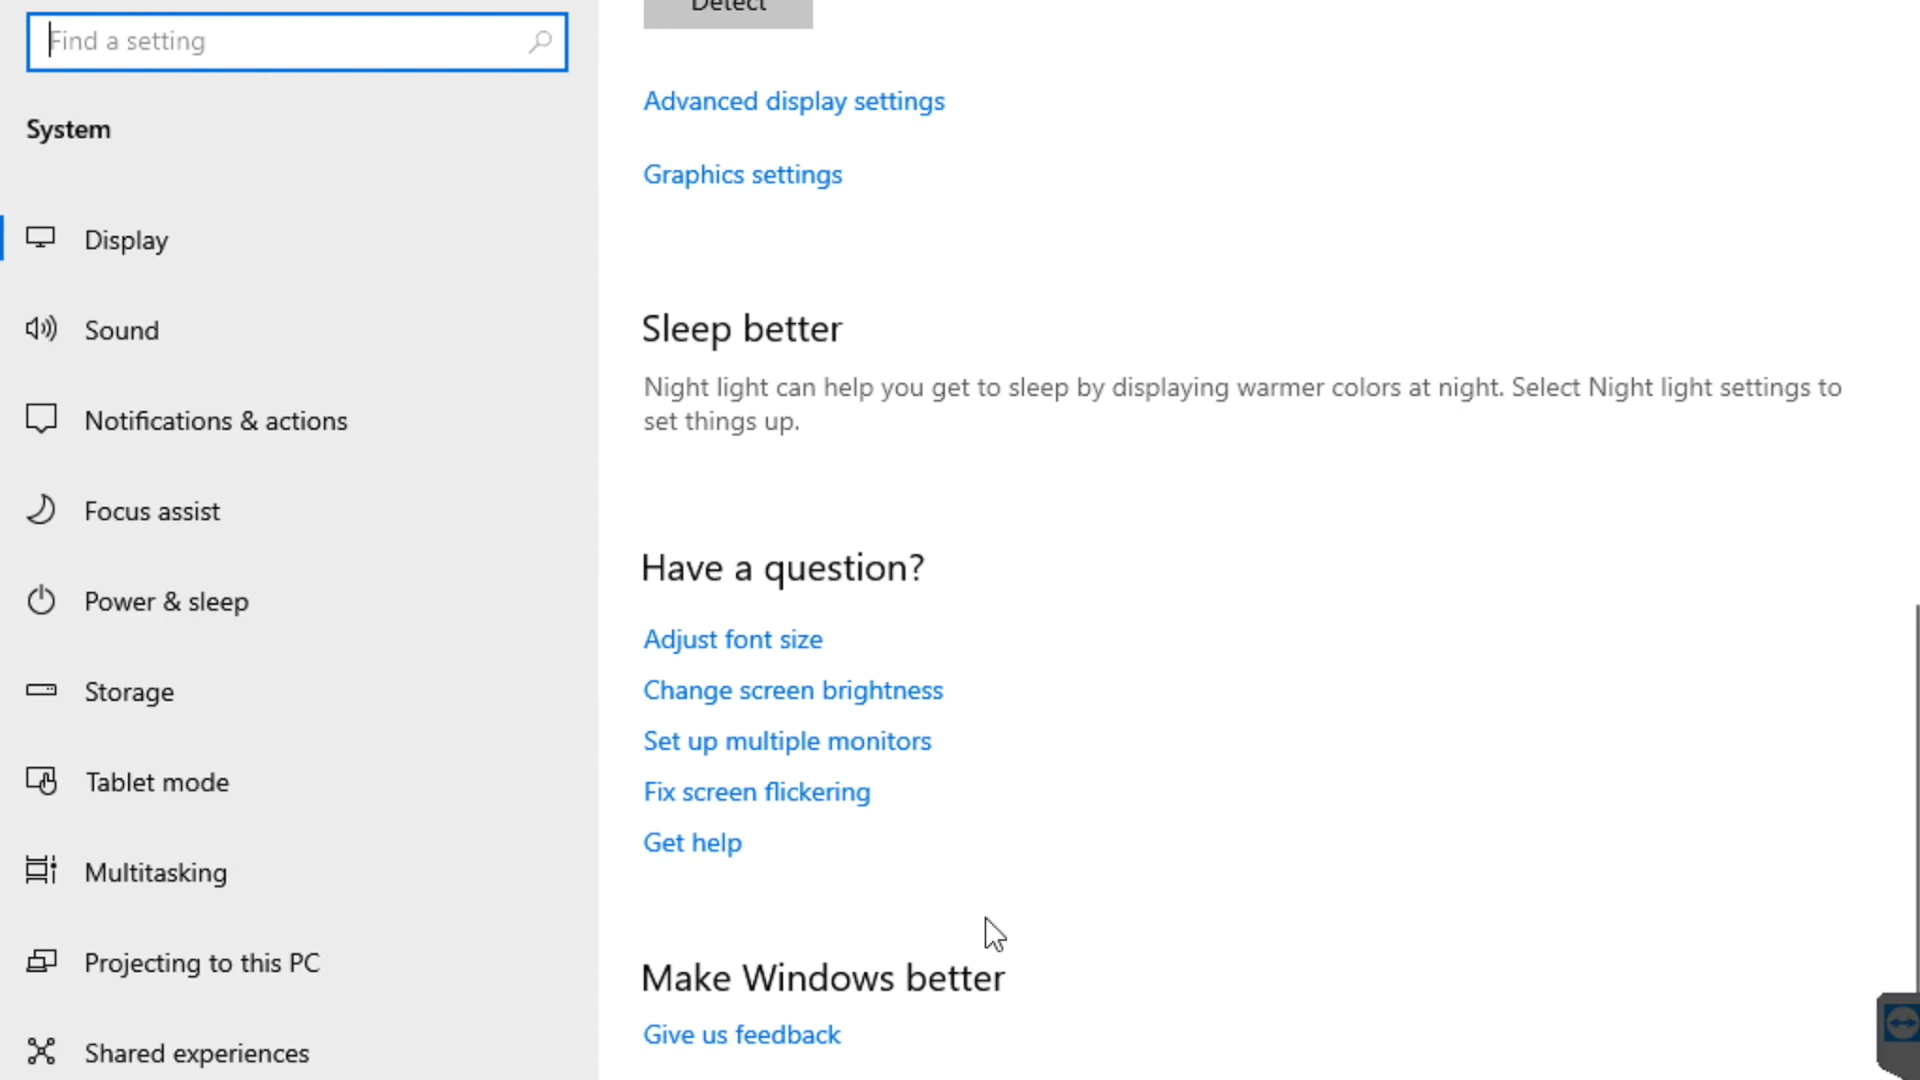 Find a setting
System
Display
Sound
Notifications & actions
Focus assist
Power & sleep
Storage
Tablet mode
Multitasking
Projecting to this PC
Shared experiences
Detect
Advanced display settings
Graphics settings
Sleep better
Night light can help you get to sleep by displaying warmer colors at night. Select Night light settings to
set things up.
Have a question?
Adjust font size
Change screen brightness
Set up multiple monitors
Fix screen flickering
Get help
Make Windows better
Give us feedback